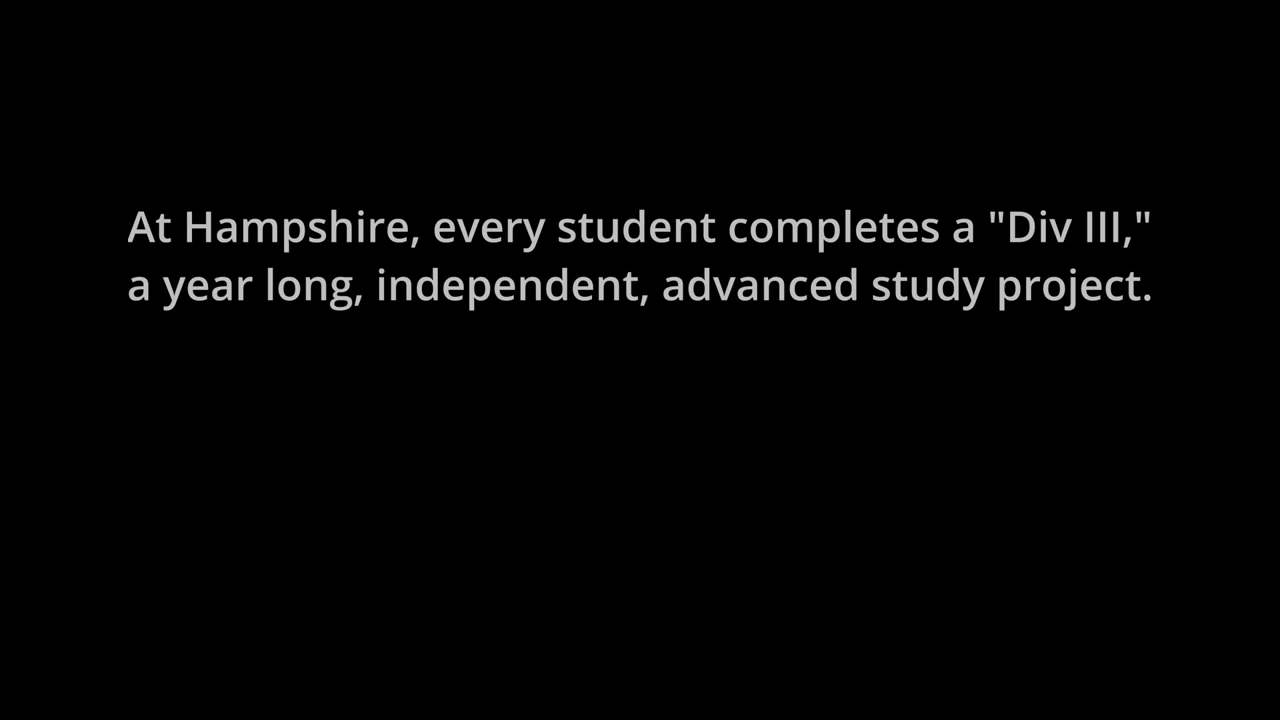 At Hampshire, every student completes a "Div III,"
a year long, independent, advanced study project.